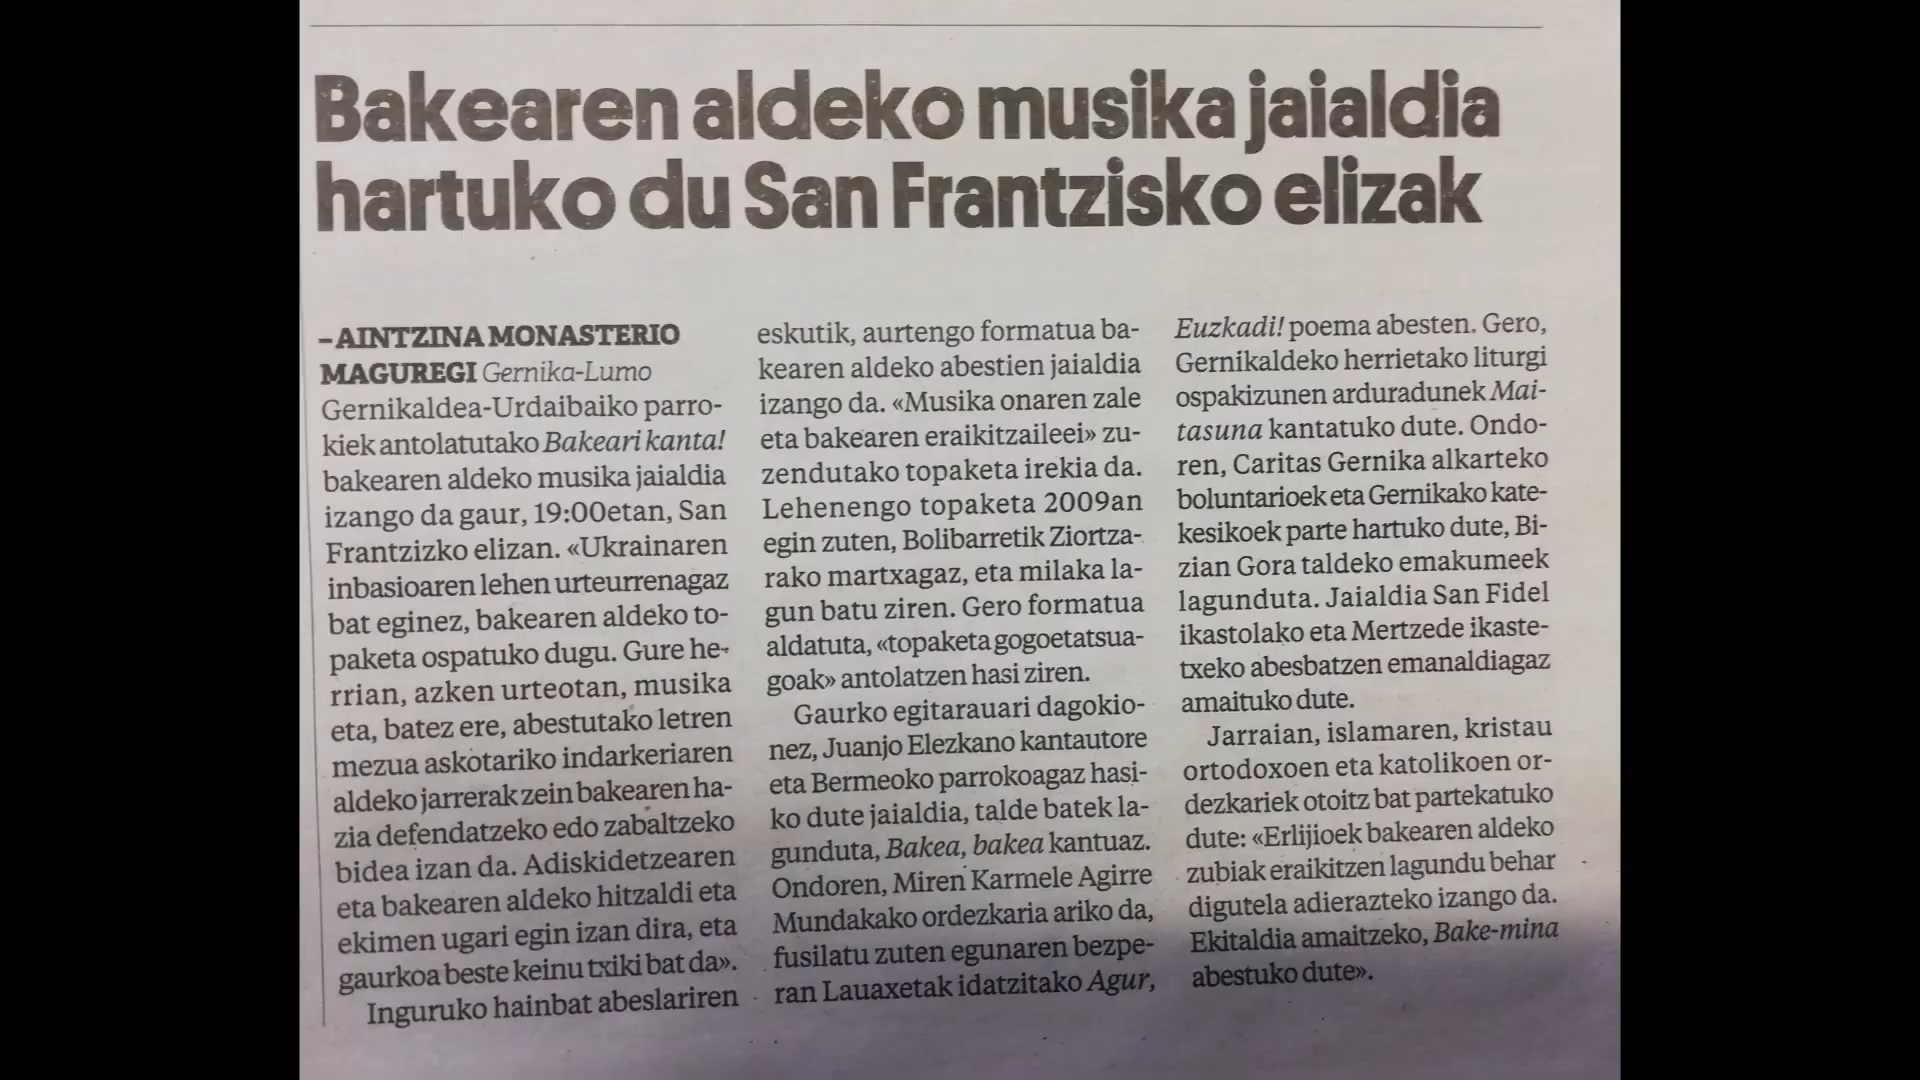 Bakearen aldeko musika jaialdia
hartuko du San Frantzisko elizak
– AINTZINA MONASTERIO
MAGUREGI Gernika-Lumo
Gernikaldea-Urdaibaiko parro-
kiek antolatutako Bakeari kanta!
bakearen aldeko musika jaialdia
izango da gaur, 19:00etan, San
Frantzizko elizan. «Ukrainaren
inbasioaren lehen urteurrenagaz
bat eginez, bakearen aldeko to-
paketa ospatuko dugu. Gure he-
rrian, azken urteotan, musika
eta, batez ere, abestutako letren
mezua askotariko indarkeriaren
aldeko jarrerak zein bakearen ha-
zia defendatzeko edo zabaltzeko
bidea izan da. Adiskidetzearen
eta bakearen aldeko hitzaldi eta
ekimen ugari egin izan dira, eta
gaurkoa beste keinu txiki bat da».
Inguruko hainbat abeslariren
eskutik, aurtengo formatua ba-
kearen aldeko abestien jaialdia
izango da. «Musika onaren zale
eta bakearen eraikitzaileei» zu-
zendutako topaketa irekia da.
Lehenengo topaketa 2009an
egin zuten, Bolibarretik Ziortza-
rako martxagaz, eta milaka la-
gun batu ziren. Gero formatua
aldatuta, «topaketa gogoetatsua-
goak» antolatzen hasi ziren.
Gaurko egitarauari dagokio-
nez, Juanjo Elezkano kantautore
eta Bermeoko parrokoagaz hasi-
ko dute jaialdia, talde batek la-
gunduta, Bakea, bakea kantuaz.
Ondoren, Miren Karmele Agirre
Mundakako ordezkaria ariko da,
fusilatu zuten egunaren bezpe-
ran Lauaxetak idatzitako Agur,
Euzkadi! poema abesten. Gero,
Gernikaldeko herrietako liturgi
ospakizunen arduradunek Mai-
tasuna kantatuko dute. Ondo-
ren, Caritas Gernika alkarteko
boluntarioek eta Gernikako kate-
kesikoek parte hartuko dute, Bi-
zian Gora taldeko emakumeek
lagunduta. Jaialdia San Fidel
ikastolako eta Mertzede ikaste-
txeko abesbatzen emanaldiagaz
amaituko dute.
Jarraian, islamaren, kristau
ortodoxoen eta katolikoen or-
dezkariek otoitz bat partekatuko
dute: «Erlijioek bakearen aldeko
zubiak eraikitzen lagundu behar
digutela adierazteko izango da.
Ekitaldia amaitzeko, Bake-mina
abestuko dute».